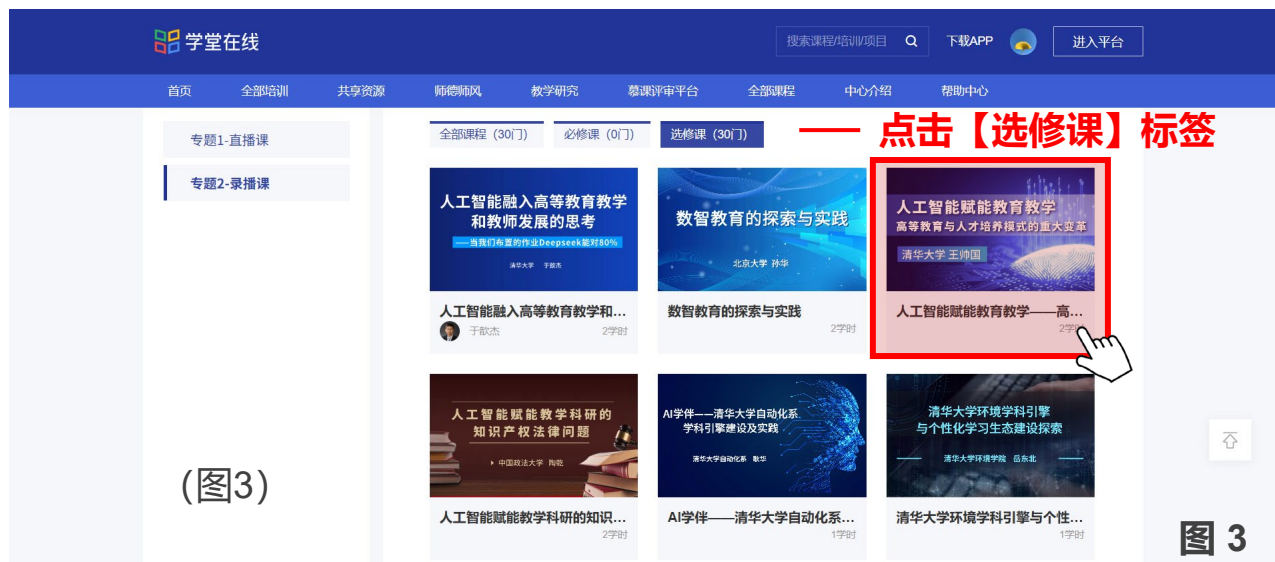 学堂在线
搜索课程/培训/项目
下载APP
进入平台
首页
全部培训
共享资源
师德师风
教学研究
慕课评审平台
全部课程
中心介绍
帮助中心
专题1-直播课
专题2-录播课
全部课程（30门）
必修课（0门）
选修课（30门）
—— 点击【选修课】标签
人工智能融入高等教育教学
和教师发展的思考
——当我们布置的作业Deepseek能对80%
清华大学 于歆杰
人工智能融入高等教育教学和...
于歆杰
2学时
数智教育的探索与实践
北京大学 孙华
数智教育的探索与实践
2学时
人工智能赋能教育教学
高等教育与人才培养模式的重大变革
清华大学 王帅国
人工智能赋能教育教学——高...
2学时
人工智能赋能教学科研的
知识产权法律问题
中国政法大学 陶乾
人工智能赋能教学科研的知识...
2学时
AI学伴——清华大学自动化系
学科引擎建设及实践
清华大学自动化系 耿华
AI学伴——清华大学自动化系...
1学时
清华大学环境学科引擎
与个性化学习生态建设探索
清华大学环境学院 岳东北
清华大学环境学科引擎与个性...
1学时
(图3)
图 3